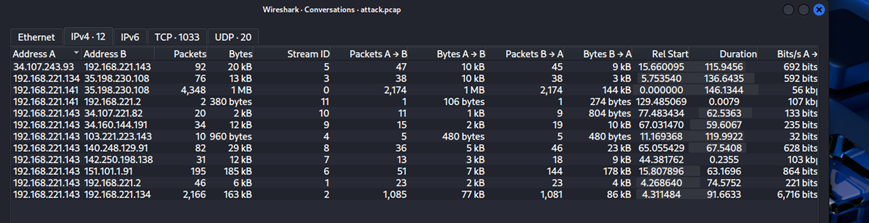 Wireshark · Conversations · attack.pcap
Ethernet IPv4 · 12 IPv6 TCP · 1033 UDP · 20
Address A Address B Packets Bytes Stream ID Packets A → B Bytes A → B Packets B → A Bytes B → A Rel Start Duration Bits/s A →
34.107.243.93 192.168.221.143 92 20 kB 5 47 10 kB 45 9 kB 15.660095 115.9456 692 bits
192.168.221.134 35.198.230.108 76 13 kB 3 38 10 kB 38 3 kB 5.753540 136.6435 592 bits
192.168.221.141 35.198.230.108 4,348 1 MB 0 2,174 1 MB 2,174 144 kB 0.000000 146.1344 56 kb
192.168.221.141 192.168.221.2 2 380 bytes 11 1 106 bytes 1 274 bytes 129.485069 0.0079 107 kb
192.168.221.143 34.107.221.82 20 2 kB 10 11 1 kB 9 804 bytes 77.483434 62.5363 133 bits
192.168.221.143 34.160.144.191 34 12 kB 9 15 2 kB 19 10 kB 67.031470 59.6067 235 bits
192.168.221.143 103.221.223.143 10 960 bytes 4 5 480 bytes 5 480 bytes 11.169368 119.9922 32 bits
192.168.221.143 140.248.129.91 82 29 kB 8 36 5 kB 46 23 kB 65.055429 67.5408 628 bits
192.168.221.143 142.250.198.138 31 12 kB 7 13 3 kB 18 9 kB 44.381762 0.2355 103 kb
192.168.221.143 151.101.1.91 195 185 kB 6 51 7 kB 144 178 kB 15.807896 63.1696 864 bits
192.168.221.143 192.168.221.2 46 6 kB 1 23 2 kB 23 4 kB 4.268640 74.5752 221 bits
192.168.221.143 192.168.221.134 2,166 163 kB 2 1,085 77 kB 1,081 86 kB 4.311484 91.6633 6,716 bits